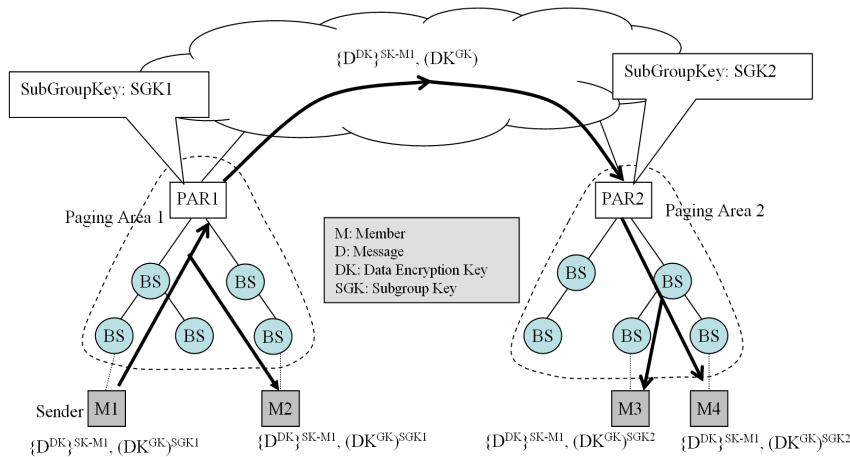 {D^DK}^SK-M1, (DK^GK)
SubGroupKey: SGK1
SubGroupKey: SGK2
PAR1
PAR2
Paging Area 1
Paging Area 2
M: Member
D: Message
DK: Data Encryption Key
SGK: Subgroup Key
BS
BS
BS
BS
BS
BS
BS
BS
BS
BS
Sender
M1
M2
M3
M4
{D^DK}^SK-M1, (DK^GK)^SGK1
{D^DK}^SK-M1, (DK^GK)^SGK1
{D^DK}^SK-M1, (DK^GK)^SGK2
{D^DK}^SK-M1, (DK^GK)^SGK2